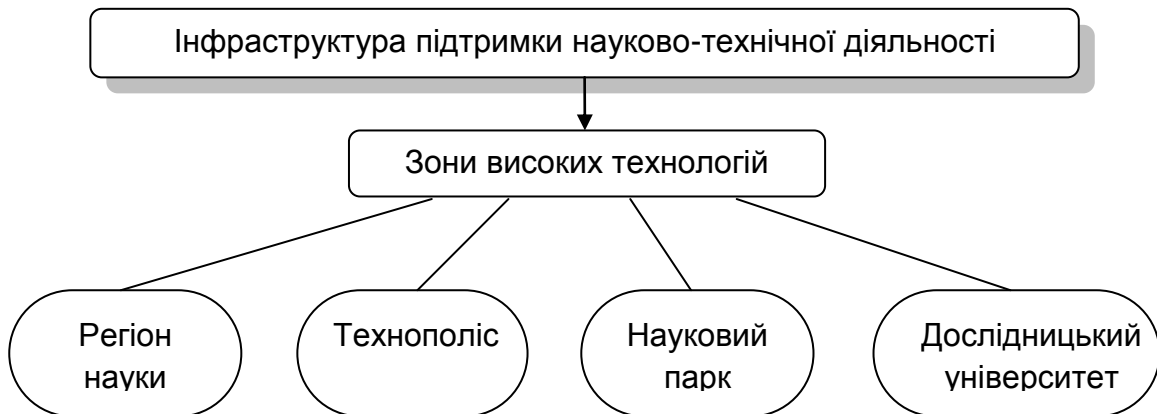 Інфраструктура підтримки науково-технічної діяльності
Зони високих технологій
Регіон
науки
Технополіс
Науковий
парк
Дослідницький
університет